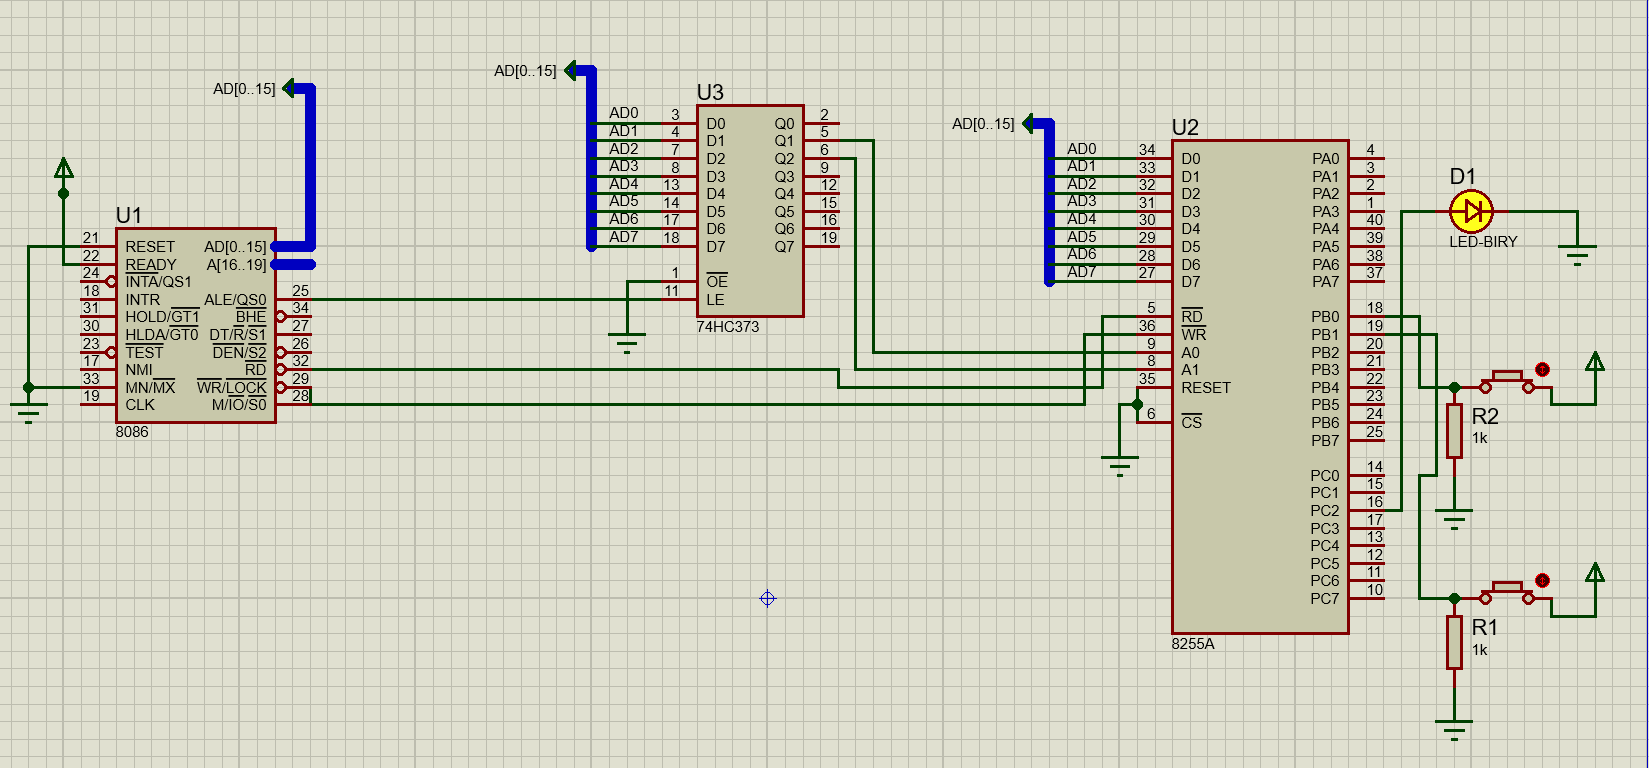 AD[0..15]
U1
21 RESET AD[0..15]
22 READY A[16..19]
24 INTA/QS1
18 INTR ALE/QS0 25
31 HOLD/GT1 BHE 34
30 HLDA/GT0 DT/R/S1 27
23 TEST DEN/S2 26
17 NMI RD 32
33 MN/MX WR/LOCK 29
19 CLK M/IO/S0 28
8086
AD[0..15]
U3
AD0 3 D0 Q0 2
AD1 4 D1 Q1 5
AD2 7 D2 Q2 6
AD3 8 D3 Q3 9
AD4 13 D4 Q4 12
AD5 14 D5 Q5 15
AD6 17 D6 Q6 16
AD7 18 D7 Q7 19
1 OE
11 LE
74HC373
AD[0..15]
U2
AD0 34 D0 PA0 4
AD1 33 D1 PA1 3
AD2 32 D2 PA2 2
AD3 31 D3 PA3 1
AD4 30 D4 PA4 40
AD5 29 D5 PA5 39
AD6 28 D6 PA6 38
AD7 27 D7 PA7 37
5 RD PB0 18
36 WR PB1 19
9 A0 PB2 20
8 A1 PB3 21
35 RESET PB4 22
PB5 23
6 CS PB6 24
PB7 25
PC0 14
PC1 15
PC2 16
PC3 17
PC4 13
PC5 12
PC6 11
PC7 10
8255A
D1
LED-BIRY
R2
1k
R1
1k